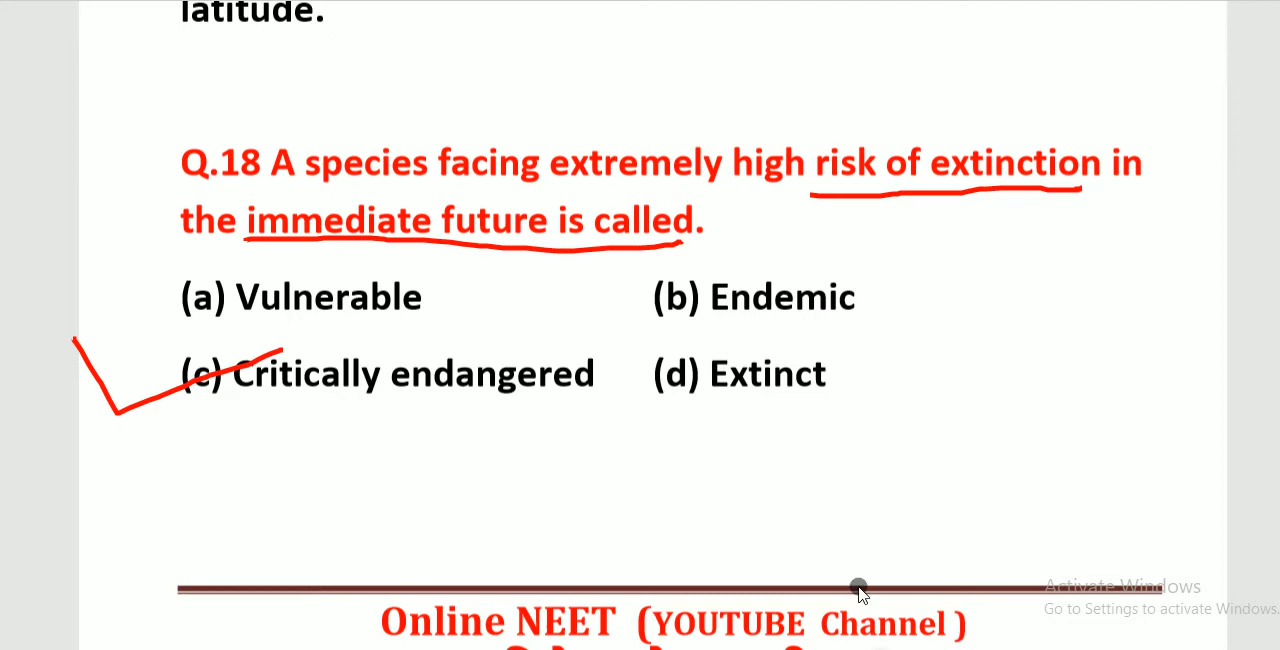 latitude.
Q.18 A species facing extremely high risk of extinction in
the immediate future is called.
(a) Vulnerable (b) Endemic
(c) Critically endangered (d) Extinct
Activate Windows
Go to Settings to activate Windows.
Online NEET (YOUTUBE Channel )